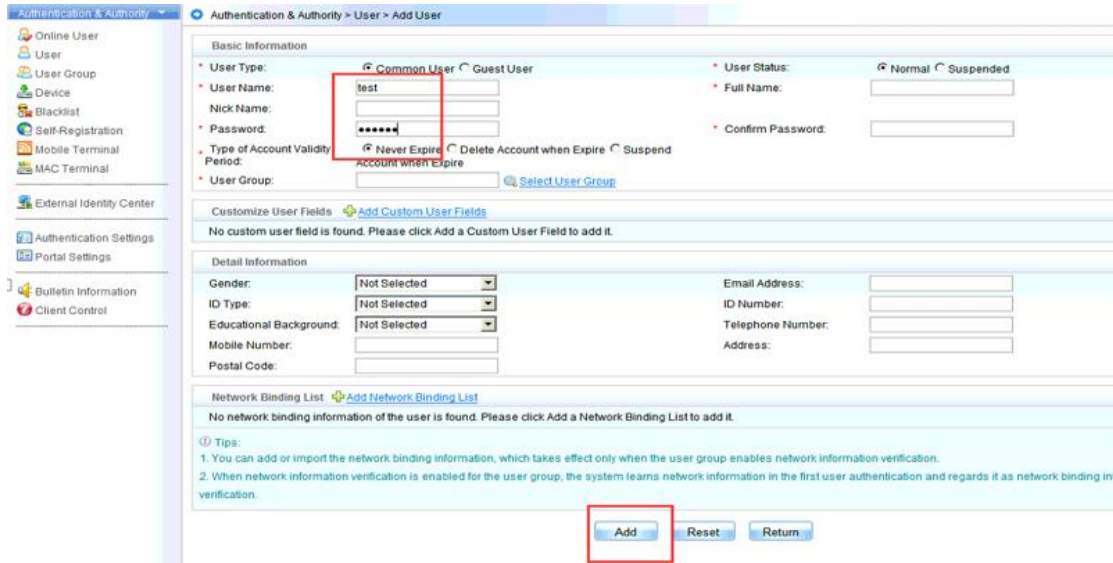 Authentication & Authority
Authentication & Authority > User > Add User
Online User
User
User Group
Device
Blacklist
Self-Registration
Mobile Terminal
MAC Terminal
External Identity Center
Authentication Settings
Portal Settings
Bulletin Information
Client Control
Basic Information
* User Type: Common User Guest User * User Status: Normal Suspended
* User Name: test * Full Name:
Nick Name:
* Password: •••••• * Confirm Password:
* Type of Account Validity Period: Never Expire Delete Account when Expire Suspend
Account when Expire
* User Group: Select User Group
Customize User Fields Add Custom User Fields
No custom user field is found. Please click Add a Custom User Field to add it.
Detail Information
Gender: Not Selected Email Address:
ID Type: Not Selected ID Number:
Educational Background: Not Selected Telephone Number:
Mobile Number: Address:
Postal Code:
Network Binding List Add Network Binding List
No network binding information of the user is found. Please click Add a Network Binding List to add it.
Tips:
1. You can add or import the network binding information, which takes effect only when the user group enables network information verification.
2. When network information verification is enabled for the user group, the system learns network information in the first user authentication and regards it as network binding in
verification.
Add Reset Return